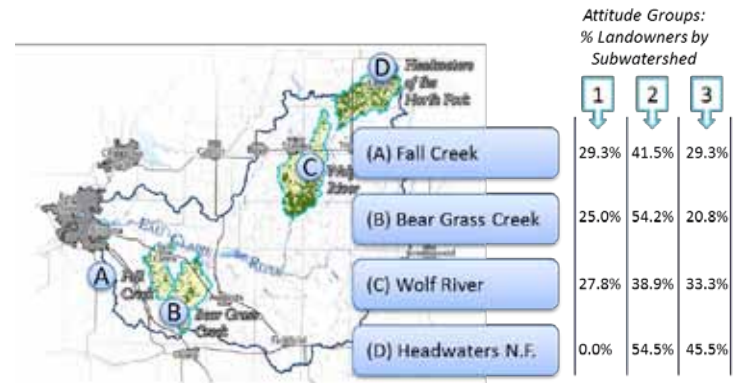 Attitude Groups:
% Landowners by
Subwatershed
1 2 3
D Headwaters
of the
North Fork
C Wolf
River
EAU CLAIRE RIVER
A Fall
Creek
B Bear Grass
Creek
(A) Fall Creek 29.3% 41.5% 29.3%
(B) Bear Grass Creek 25.0% 54.2% 20.8%
(C) Wolf River 27.8% 38.9% 33.3%
(D) Headwaters N.F. 0.0% 54.5% 45.5%